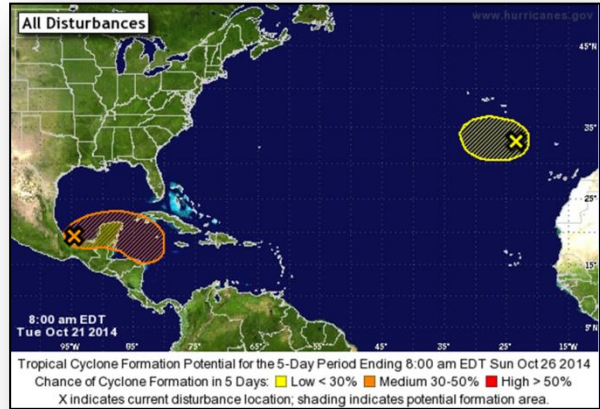 All Disturbances
www.hurricanes.gov
45°N
35°
25°
15°
5°N
8:00 am EDT
Tue Oct 21 2014
95°W 85° 75° 65° 55° 45° 35° 25° 15°W
Tropical Cyclone Formation Potential for the 5-Day Period Ending 8:00 am EDT Sun Oct 26 2014
Chance of Cyclone Formation in 5 Days: Low < 30% Medium 30-50% High > 50%
X indicates current disturbance location; shading indicates potential formation area.